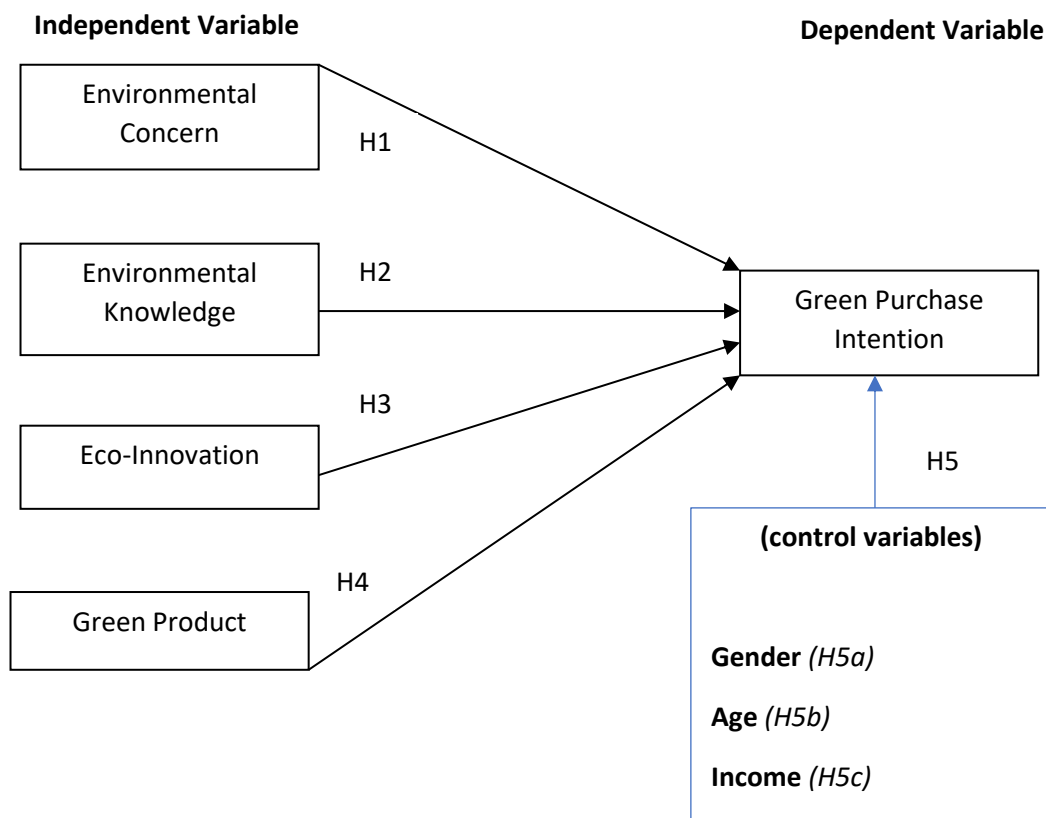 Independent Variable
Dependent Variable
Environmental
Concern
H1
Environmental
Knowledge
H2
Green Purchase
Intention
H3
Eco-Innovation
H5
(control variables)
H4
Green Product
Gender (H5a)
Age (H5b)
Income (H5c)